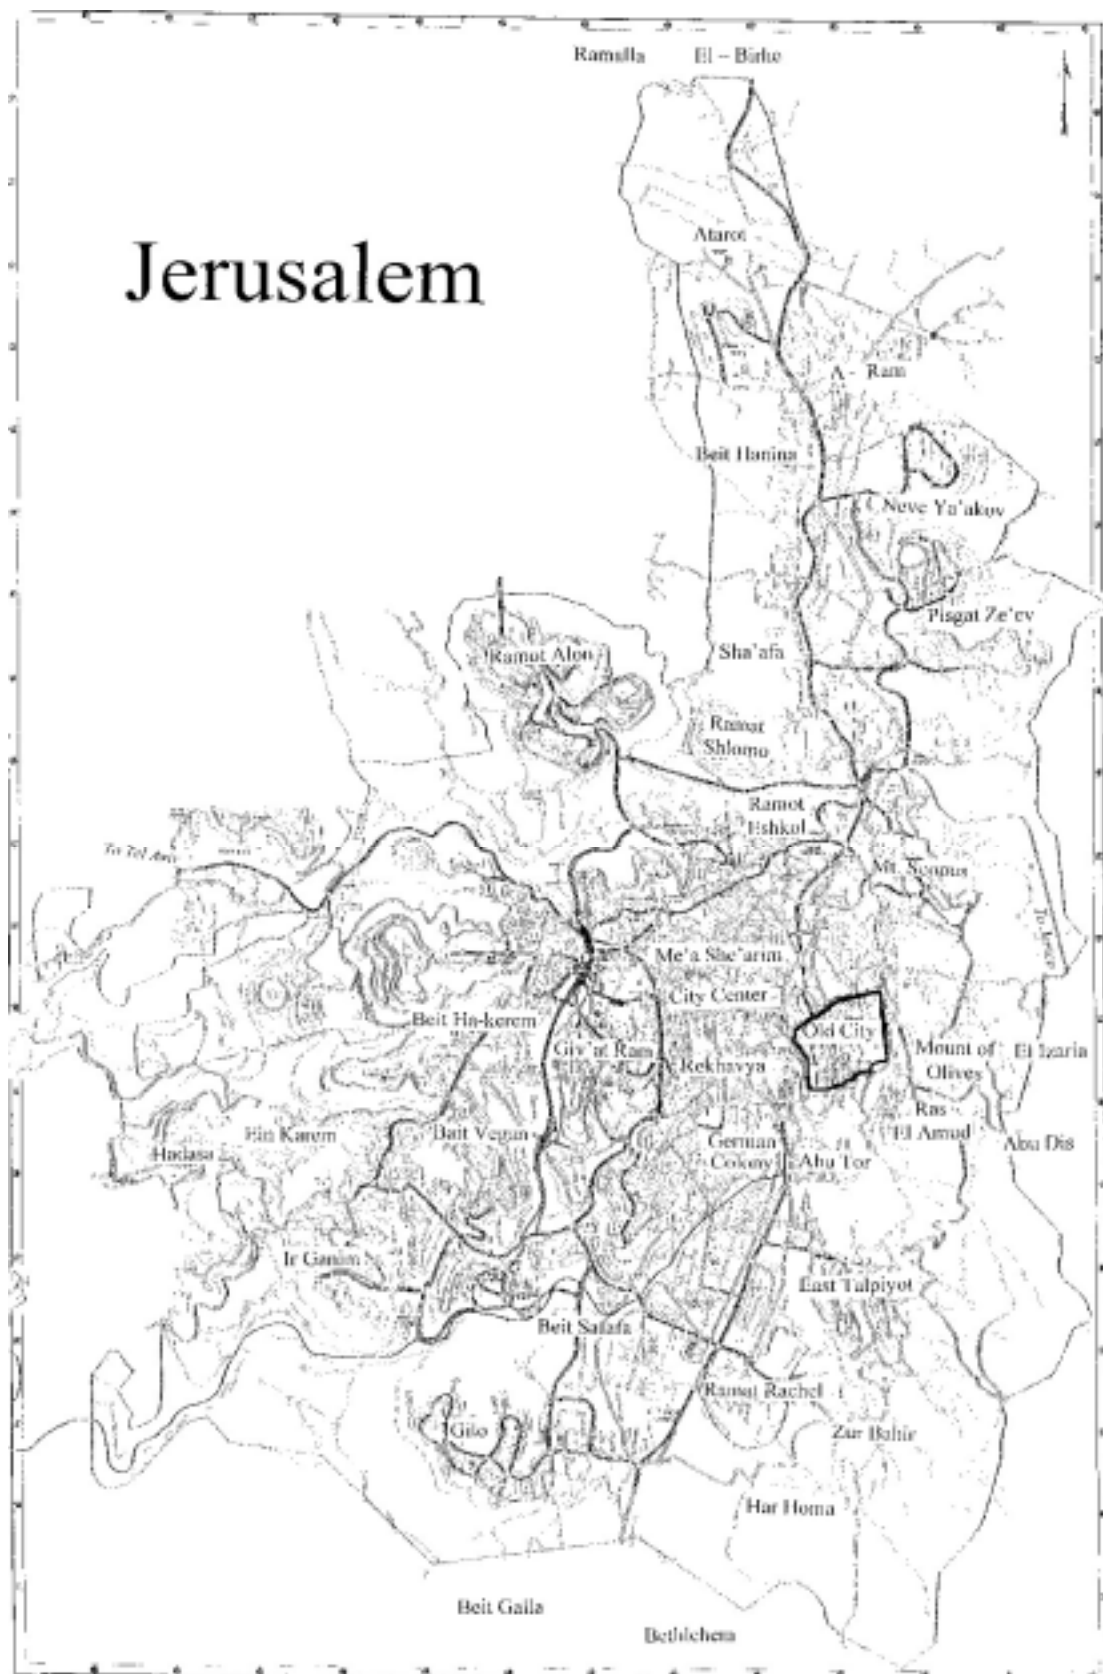 Ramalla El – Birhe
Jerusalem
Atarot
A - Ram
Beit Hanina
Neve Ya'akov
Pisgat Ze'ev
Sha'afa
Ramot Alon
Ramat
Shlomo
Ramot
Eshkol
To Tel Aviv
Mt. Scopus
Me'a She'arim
City Center
Beit Ha-kerem
Old City
Giv'at Ram
Rekhavya
Mount of
Olives
El Izaria
Ras
El Amud
Ein Karem
Bait Vegan
German
Colony
Abu Tor
Abu Dis
Hadasa
Ir Ganim
East Talpiyot
Beit Safafa
Ramat Rachel
Gilo
Zur Bahir
Har Homa
Beit Gaila
Bethlehem